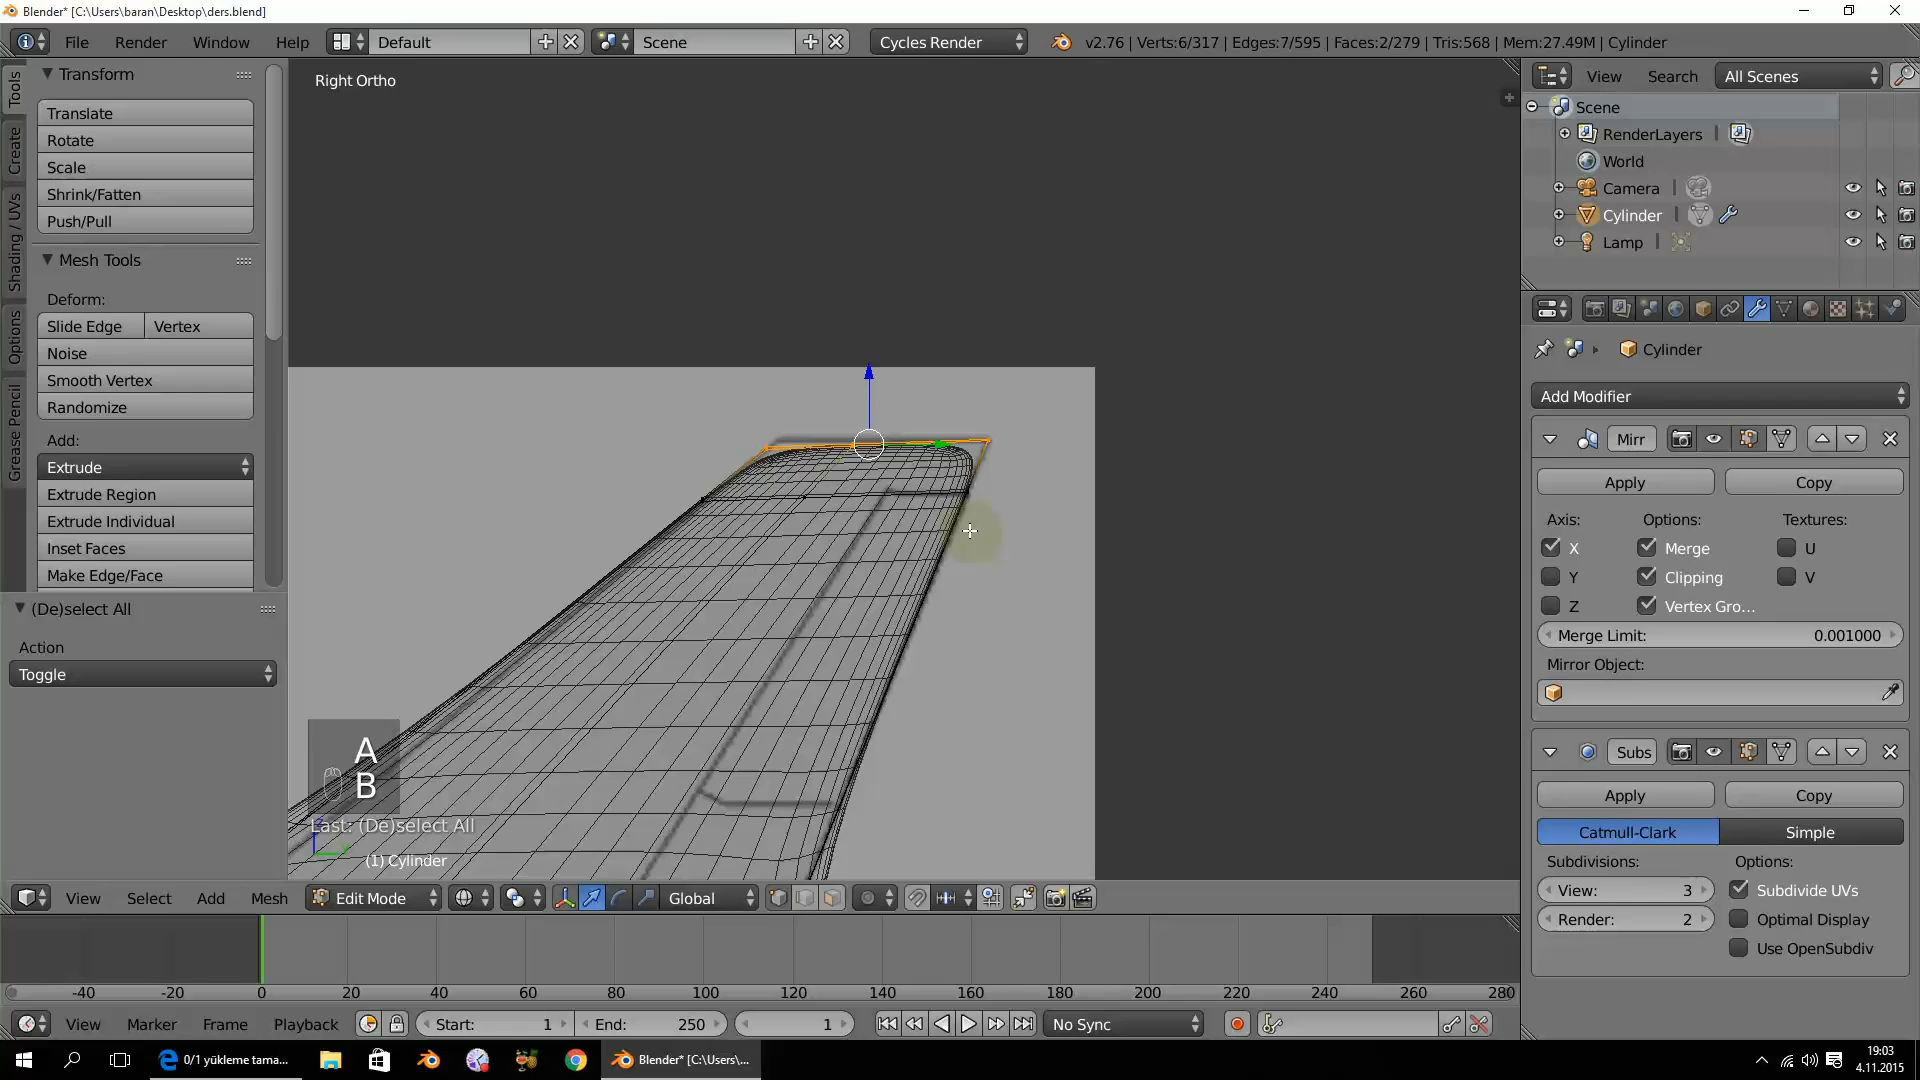 Blender* [C:\Users\baran\Desktop\ders.blend]
File Render Window Help Default Scene Cycles Render v2.76 | Verts:6/317 | Edges:7/595 | Faces:2/279 | Tris:568 | Mem:27.49M | Cylinder
Tools
Create
Shading / UVs
Options
Grease Pencil
Transform
Translate
Rotate
Scale
Shrink/Fatten
Push/Pull
Mesh Tools
Deform:
Slide Edge Vertex
Noise
Smooth Vertex
Randomize
Add:
Extrude
Extrude Region
Extrude Individual
Inset Faces
Make Edge/Face
(De)select All
Action
Toggle
Right Ortho
A
B
Last: (De)select All
(1) Cylinder
View Select Add Mesh Edit Mode Global
View Search All Scenes
Scene
RenderLayers
World
Camera
Cylinder
Lamp
Cylinder
Add Modifier
Mirr
Apply Copy
Axis: Options: Textures:
X Merge U
Y Clipping V
Z Vertex Gro...
Merge Limit: 0.001000
Mirror Object:
Subs
Apply Copy
Catmull-Clark Simple
Subdivisions: Options:
View: 3 Subdivide UVs
Render: 2 Optimal Display
Use OpenSubdiv
-40 -20 0 20 40 60 80 100 120 140 160 180 200 220 240 260 280
View Marker Frame Playback Start: 1 End: 250 1 No Sync
0/1 yükleme tama... Blender* [C:\Users\...
19:03
4.11.2015